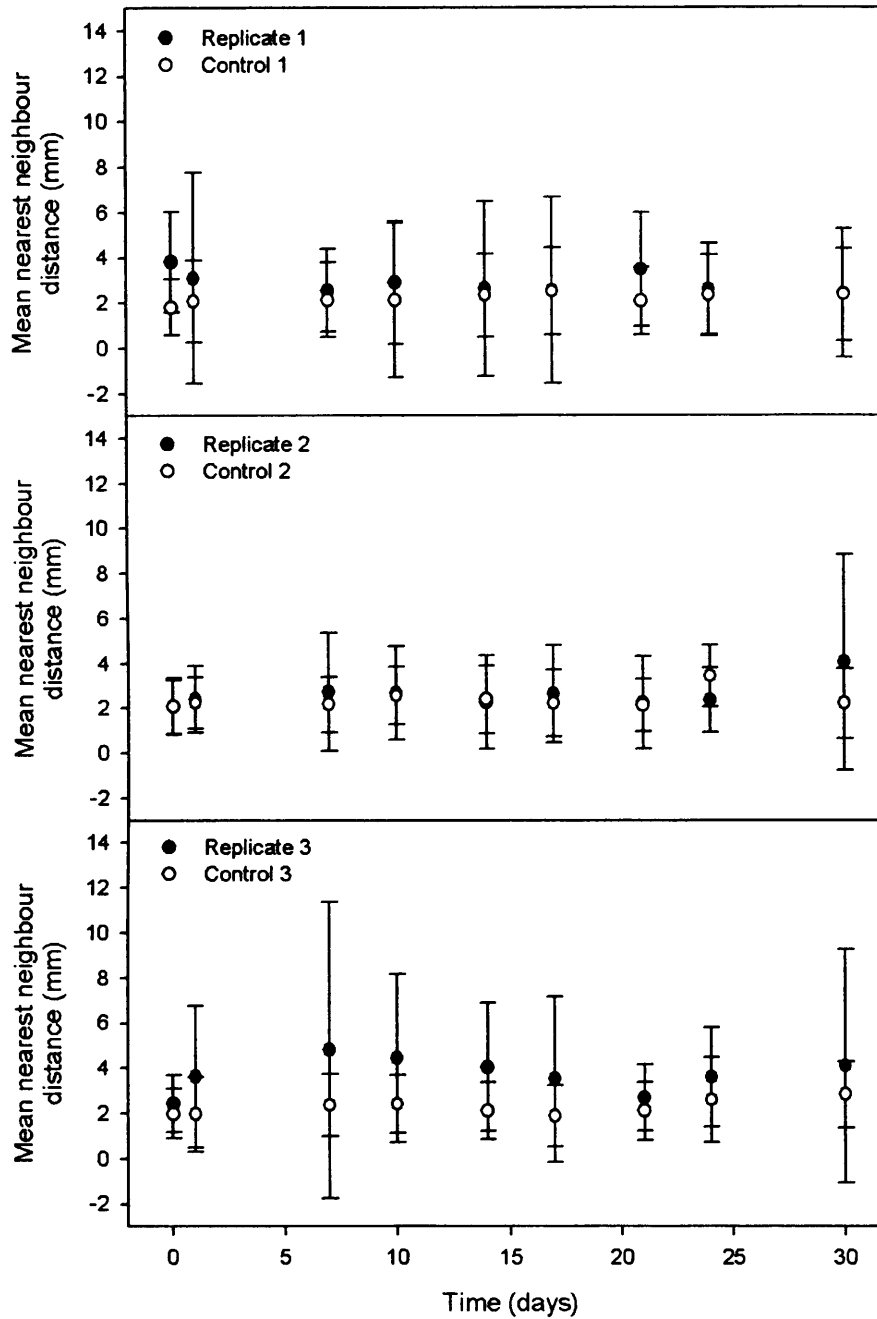 Mean nearest neighbour
distance (mm)
14
12
10
8
6
4
2
0
-2
Replicate 1
Control 1
Mean nearest neighbour
distance (mm)
14
12
10
8
6
4
2
0
-2
Replicate 2
Control 2
Mean nearest neighbour
distance (mm)
14
12
10
8
6
4
2
0
-2
Replicate 3
Control 3
0 5 10 15 20 25 30
Time (days)